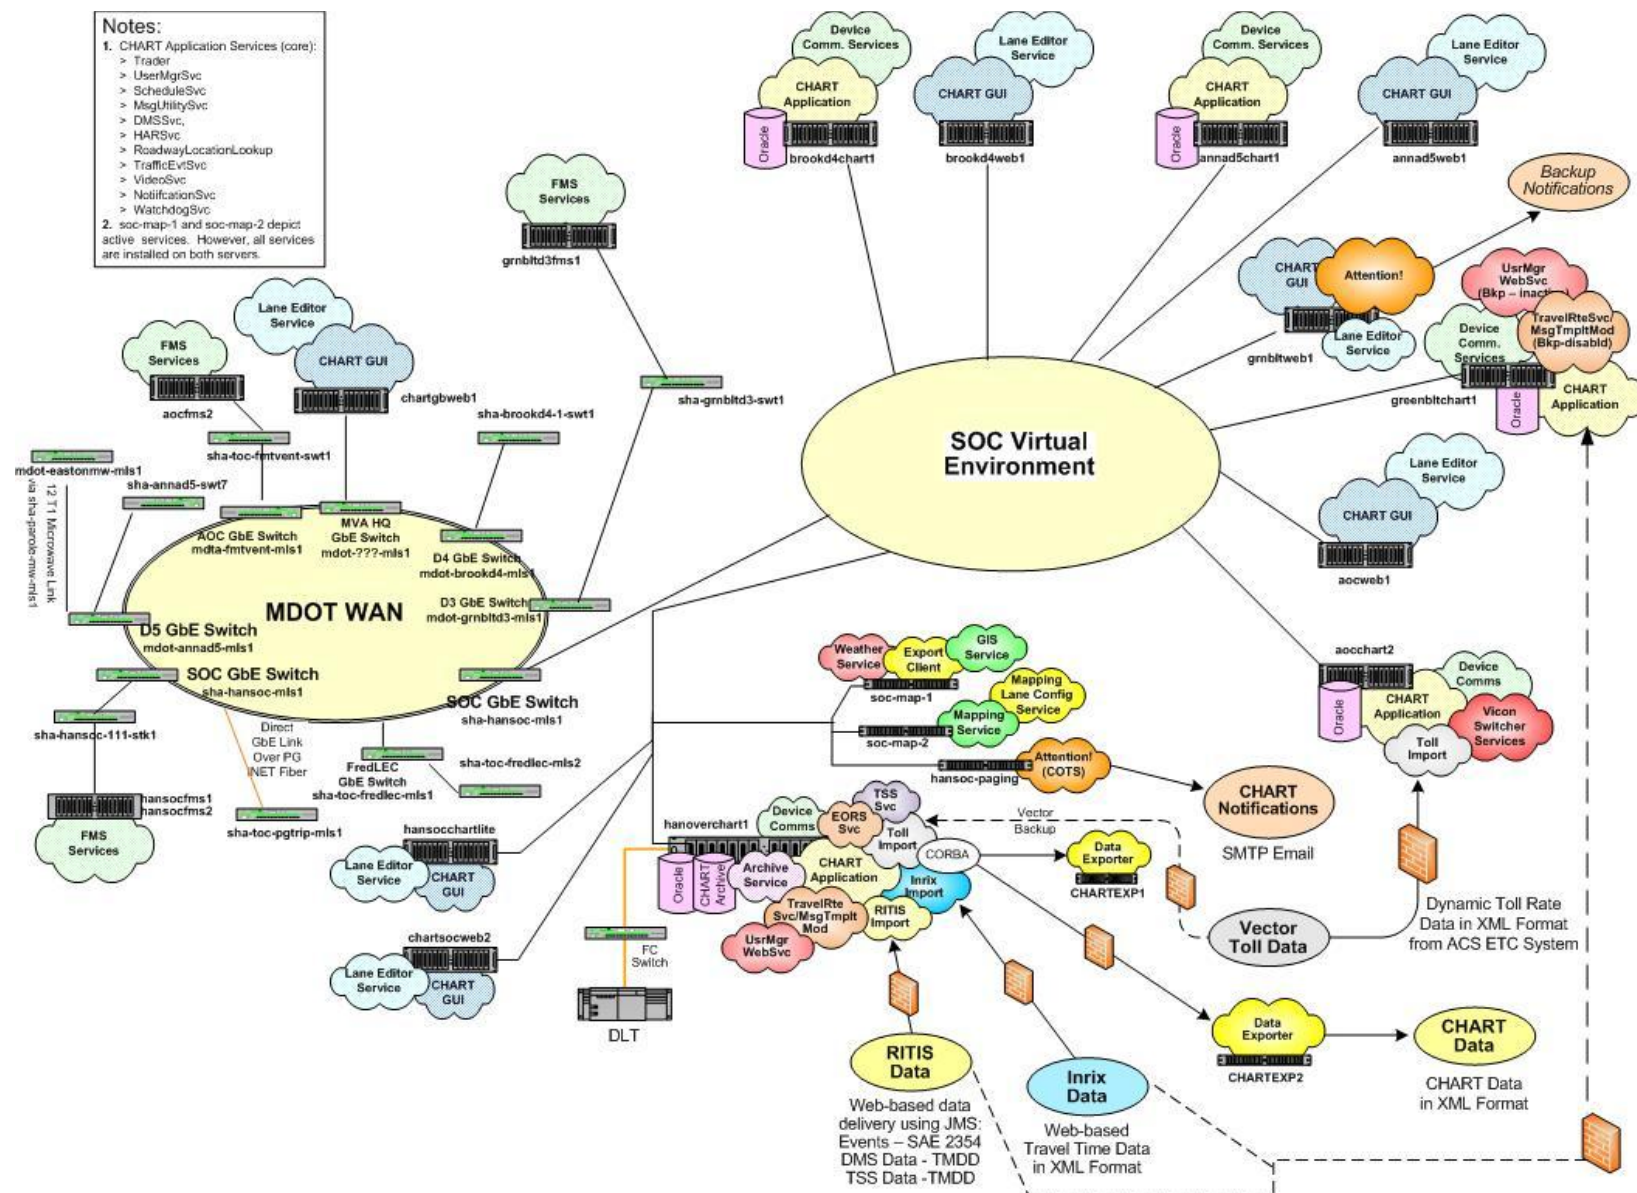 Notes:
1. CHART Application Services (core):
> Trader
> UserMgrSvc
> ScheduleSvc
> MsgUtilitySvc
> DMSSvc,
> HARSvc
> RoadwayLocationLookup
> TrafficEvtSvc
> VideoSvc
> NotiifcationSvc
> WatchdogSvc
2. soc-map-1 and soc-map-2 depict
active services. However, all services
are installed on both servers.
Device
Comm. Services
CHART
Application
Oracle
brookd4chart1
Lane Editor
Service
CHART GUI
brookd4web1
Device
Comm. Services
CHART
Application
Oracle
annad5chart1
Lane Editor
Service
CHART GUI
annad5web1
Backup
Notifications
FMS
Services
grnbltd3fms1
CHART
GUI
Attention!
Lane Editor
Service
grnbltweb1
UsrMgr
WebSvc
(Bkp – inactive)
TravelRteSvc/
MsgTmpltMod
(Bkp-disabld)
Device
Comm.
Services
greenbltchart1
Oracle
CHART
Application
Lane Editor
Service
CHART GUI
chartgbweb1
FMS
Services
aocfms2
sha-toc-fmtvent-swt1
sha-brookd4-1-swt1
sha-grnbltd3-swt1
mdot-eastonmw-mls1
12 T1 Microwave Link
via sha-parole-mw-mls1
sha-annad5-swt7
AOC GbE Switch
mdta-fmtvent-mls1
MVA HQ
GbE Switch
mdot-???-mls1
D4 GbE Switch
mdot-brookd4-mls1
D3 GbE Switch
mdot-grnbltd3-mls1
MDOT WAN
D5 GbE Switch
mdot-annad5-mls1
SOC GbE Switch
sha-hansoc-mls1
SOC GbE Switch
sha-hansoc-mls1
sha-hansoc-111-stk1
Direct
GbE Link
Over PG
INET Fiber
FredLEC
GbE Switch
sha-toc-fredlec-mls1
sha-toc-fredlec-mls2
sha-toc-pgtrip-mls1
hansocfms1
hansocfms2
FMS
Services
SOC Virtual
Environment
Lane Editor
Service
CHART GUI
aocweb1
aocchart2
Oracle
Device
Comms
CHART
Application
Vicon
Switcher
Services
Toll
Import
Weather
Service
Export
Client
GIS
Service
soc-map-1
Mapping
Lane Config
Service
Mapping
Service
soc-map-2
Attention!
(COTS)
hansoc-paging
CHART
Notifications
SMTP Email
hansocchartlite
Lane Editor
Service
CHART
GUI
chartsocweb2
Lane Editor
Service
CHART
GUI
hanoverchart1
Device
Comms
EORS
Svc
TSS
Svc
Toll
Import
CORBA
Oracle
CHART
Archive
Archive
Service
CHART
Application
Inrix
Import
TravelRte
Svc/MsgTmplt
Mod
RITIS
Import
UsrMgr
WebSvc
FC
Switch
DLT
Vector
Backup
Data
Exporter
CHARTEXP1
Vector
Toll Data
Dynamic Toll Rate
Data in XML Format
from ACS ETC System
Data
Exporter
CHARTEXP2
CHART
Data
CHART Data
in XML Format
RITIS
Data
Web-based data
delivery using JMS:
Events – SAE 2354
DMS Data - TMDD
TSS Data -TMDD
Inrix
Data
Web-based
Travel Time Data
in XML Format